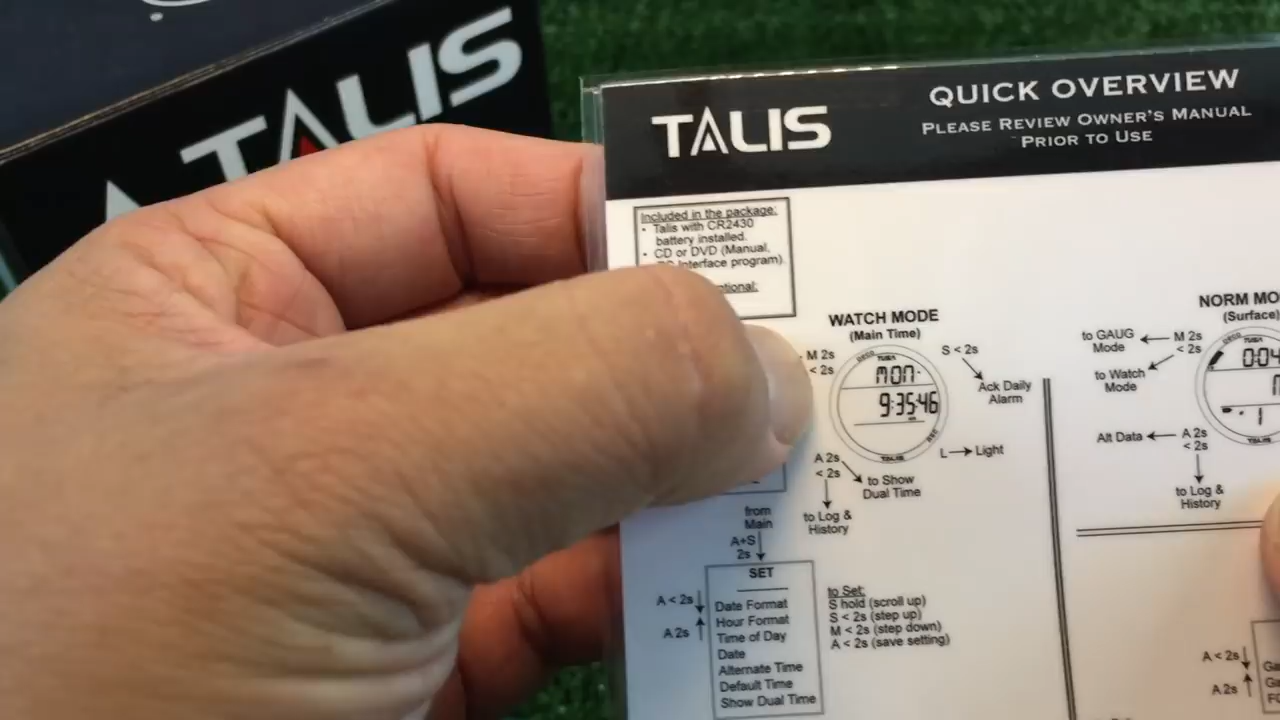 TALIS
TALIS
QUICK OVERVIEW
PLEASE REVIEW OWNER'S MANUAL
PRIOR TO USE
Included in the package:
• Talis with CR2430
battery installed.
• CD or DVD (Manual,
Interface program).
WATCH MODE
(Main Time)
M 2s
< 2s
S < 2s
MON
9:35:46
Ack Daily
Alarm
L
Light
A 2s
< 2s
to Show
Dual Time
to Log &
History
from
Main
A+S
2s
SET
A < 2s
A 2s
Date Format
Hour Format
Time of Day
Date
Alternate Time
Default Time
Show Dual Time
to Set:
S hold (scroll up)
S < 2s (step up)
M < 2s (step down)
A < 2s (save setting)
NORM
(Surface)
to GAUG
Mode
M 2s
< 2s
to Watch
Mode
Alt Data
A 2s
< 2s
to Log &
History
A < 2s
A 2s